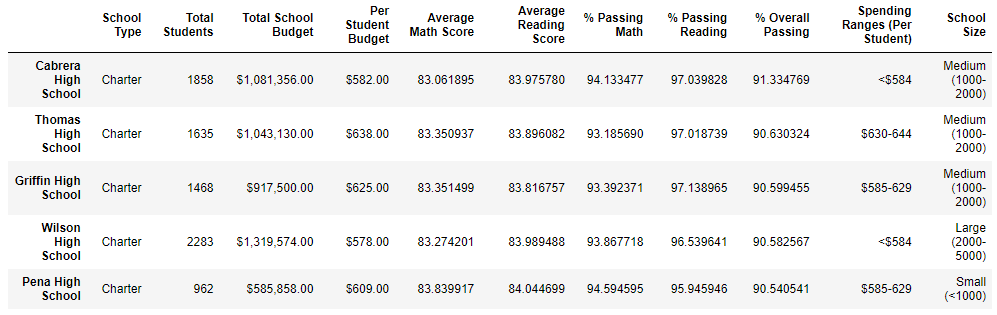 School Type Total Students Total School Budget Per Student Budget Average Math Score Average Reading Score % Passing Math % Passing Reading % Overall Passing Spending Ranges (Per Student) School Size
Cabrera High School Charter 1858 $1,081,356.00 $582.00 83.061895 83.975780 94.133477 97.039828 91.334769 <$584 Medium (1000-2000)
Thomas High School Charter 1635 $1,043,130.00 $638.00 83.350937 83.896082 93.185690 97.018739 90.630324 $630-644 Medium (1000-2000)
Griffin High School Charter 1468 $917,500.00 $625.00 83.351499 83.816757 93.392371 97.138965 90.599455 $585-629 Medium (1000-2000)
Wilson High School Charter 2283 $1,319,574.00 $578.00 83.274201 83.989488 93.867718 96.539641 90.582567 <$584 Large (2000-5000)
Pena High School Charter 962 $585,858.00 $609.00 83.839917 84.044699 94.594595 95.945946 90.540541 $585-629 Small (<1000)